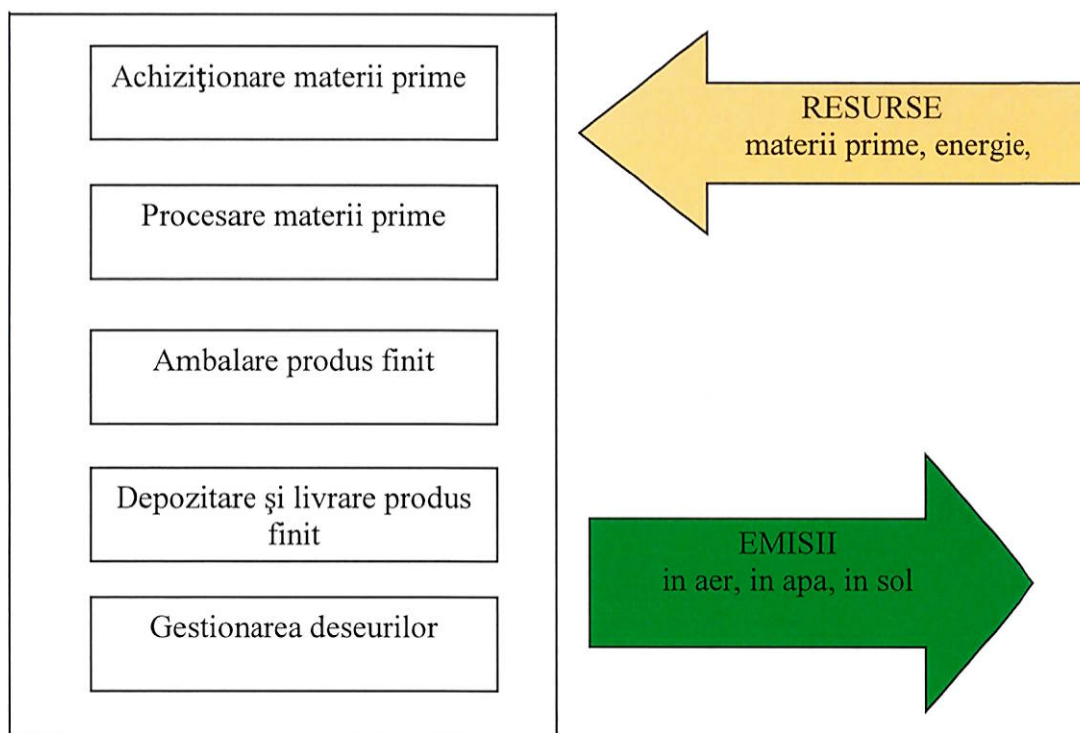 Achiziţionare materii prime
Procesare materii prime
Ambalare produs finit
Depozitare şi livrare produs
finit
Gestionarea deseurilor
RESURSE
materii prime, energie,
EMISII
in aer, in apa, in sol